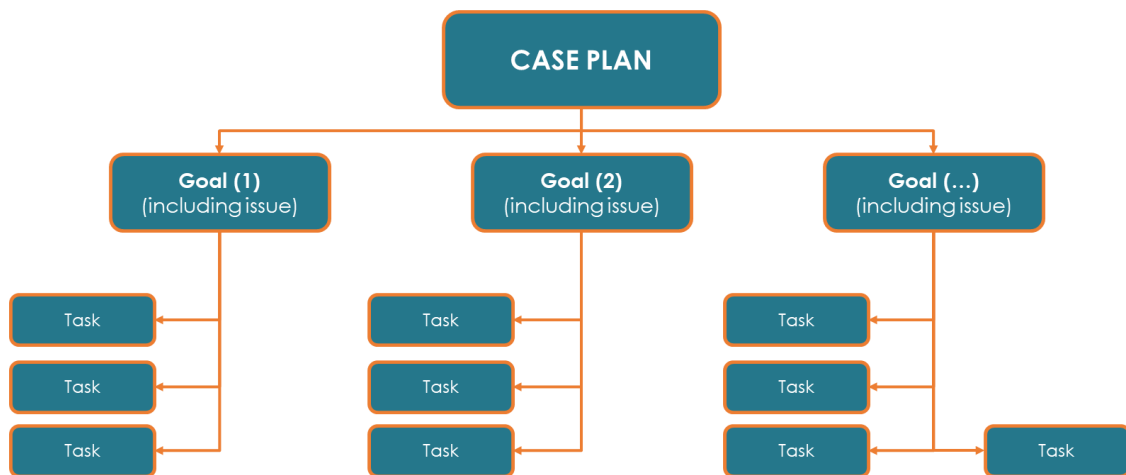 CASE PLAN
Goal (1)
(including issue)
Goal (2)
(including issue)
Goal (...)
(including issue)
Task
Task
Task
Task
Task
Task
Task
Task
Task
Task